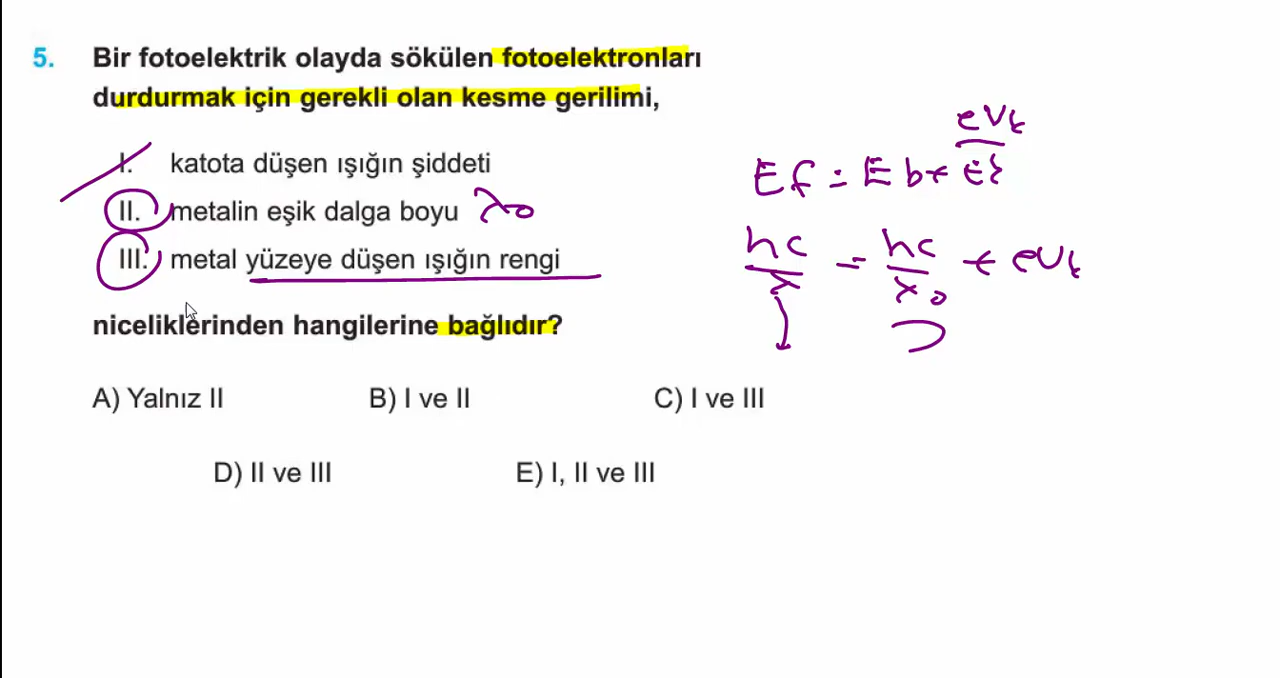 5. Bir fotoelektrik olayda sökülen fotoelektronları
durdurmak için gerekli olan kesme gerilimi,
I. katota düşen ışığın şiddeti
II. metalin eşik dalga boyu λ0
III. metal yüzeye düşen ışığın rengi
niceliklerinden hangilerine bağlıdır?
A) Yalnız II B) I ve II C) I ve III
D) II ve III E) I, II ve III
eVk
Ef = Eb +
hc/λ = hc/λ0 + eVk